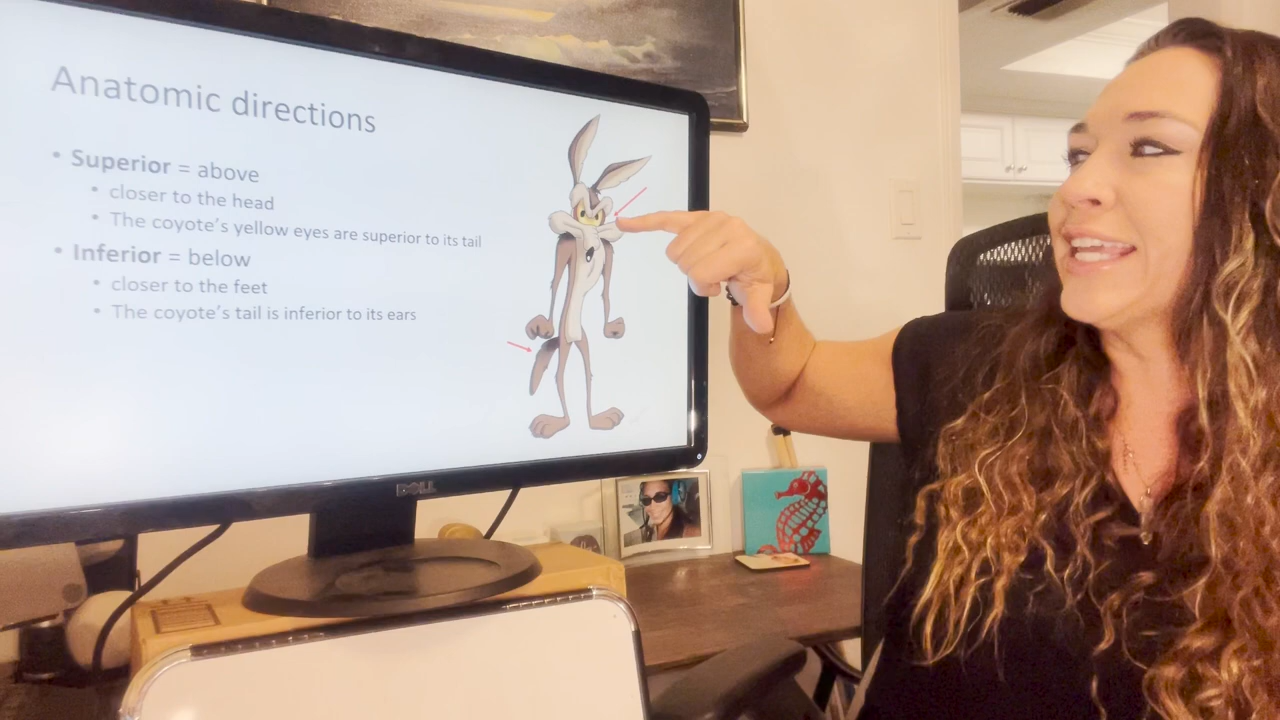 Anatomic directions
• Superior = above
• closer to the head
• The coyote's yellow eyes are superior to its tail
• Inferior = below
• closer to the feet
• The coyote's tail is inferior to its ears
DELL